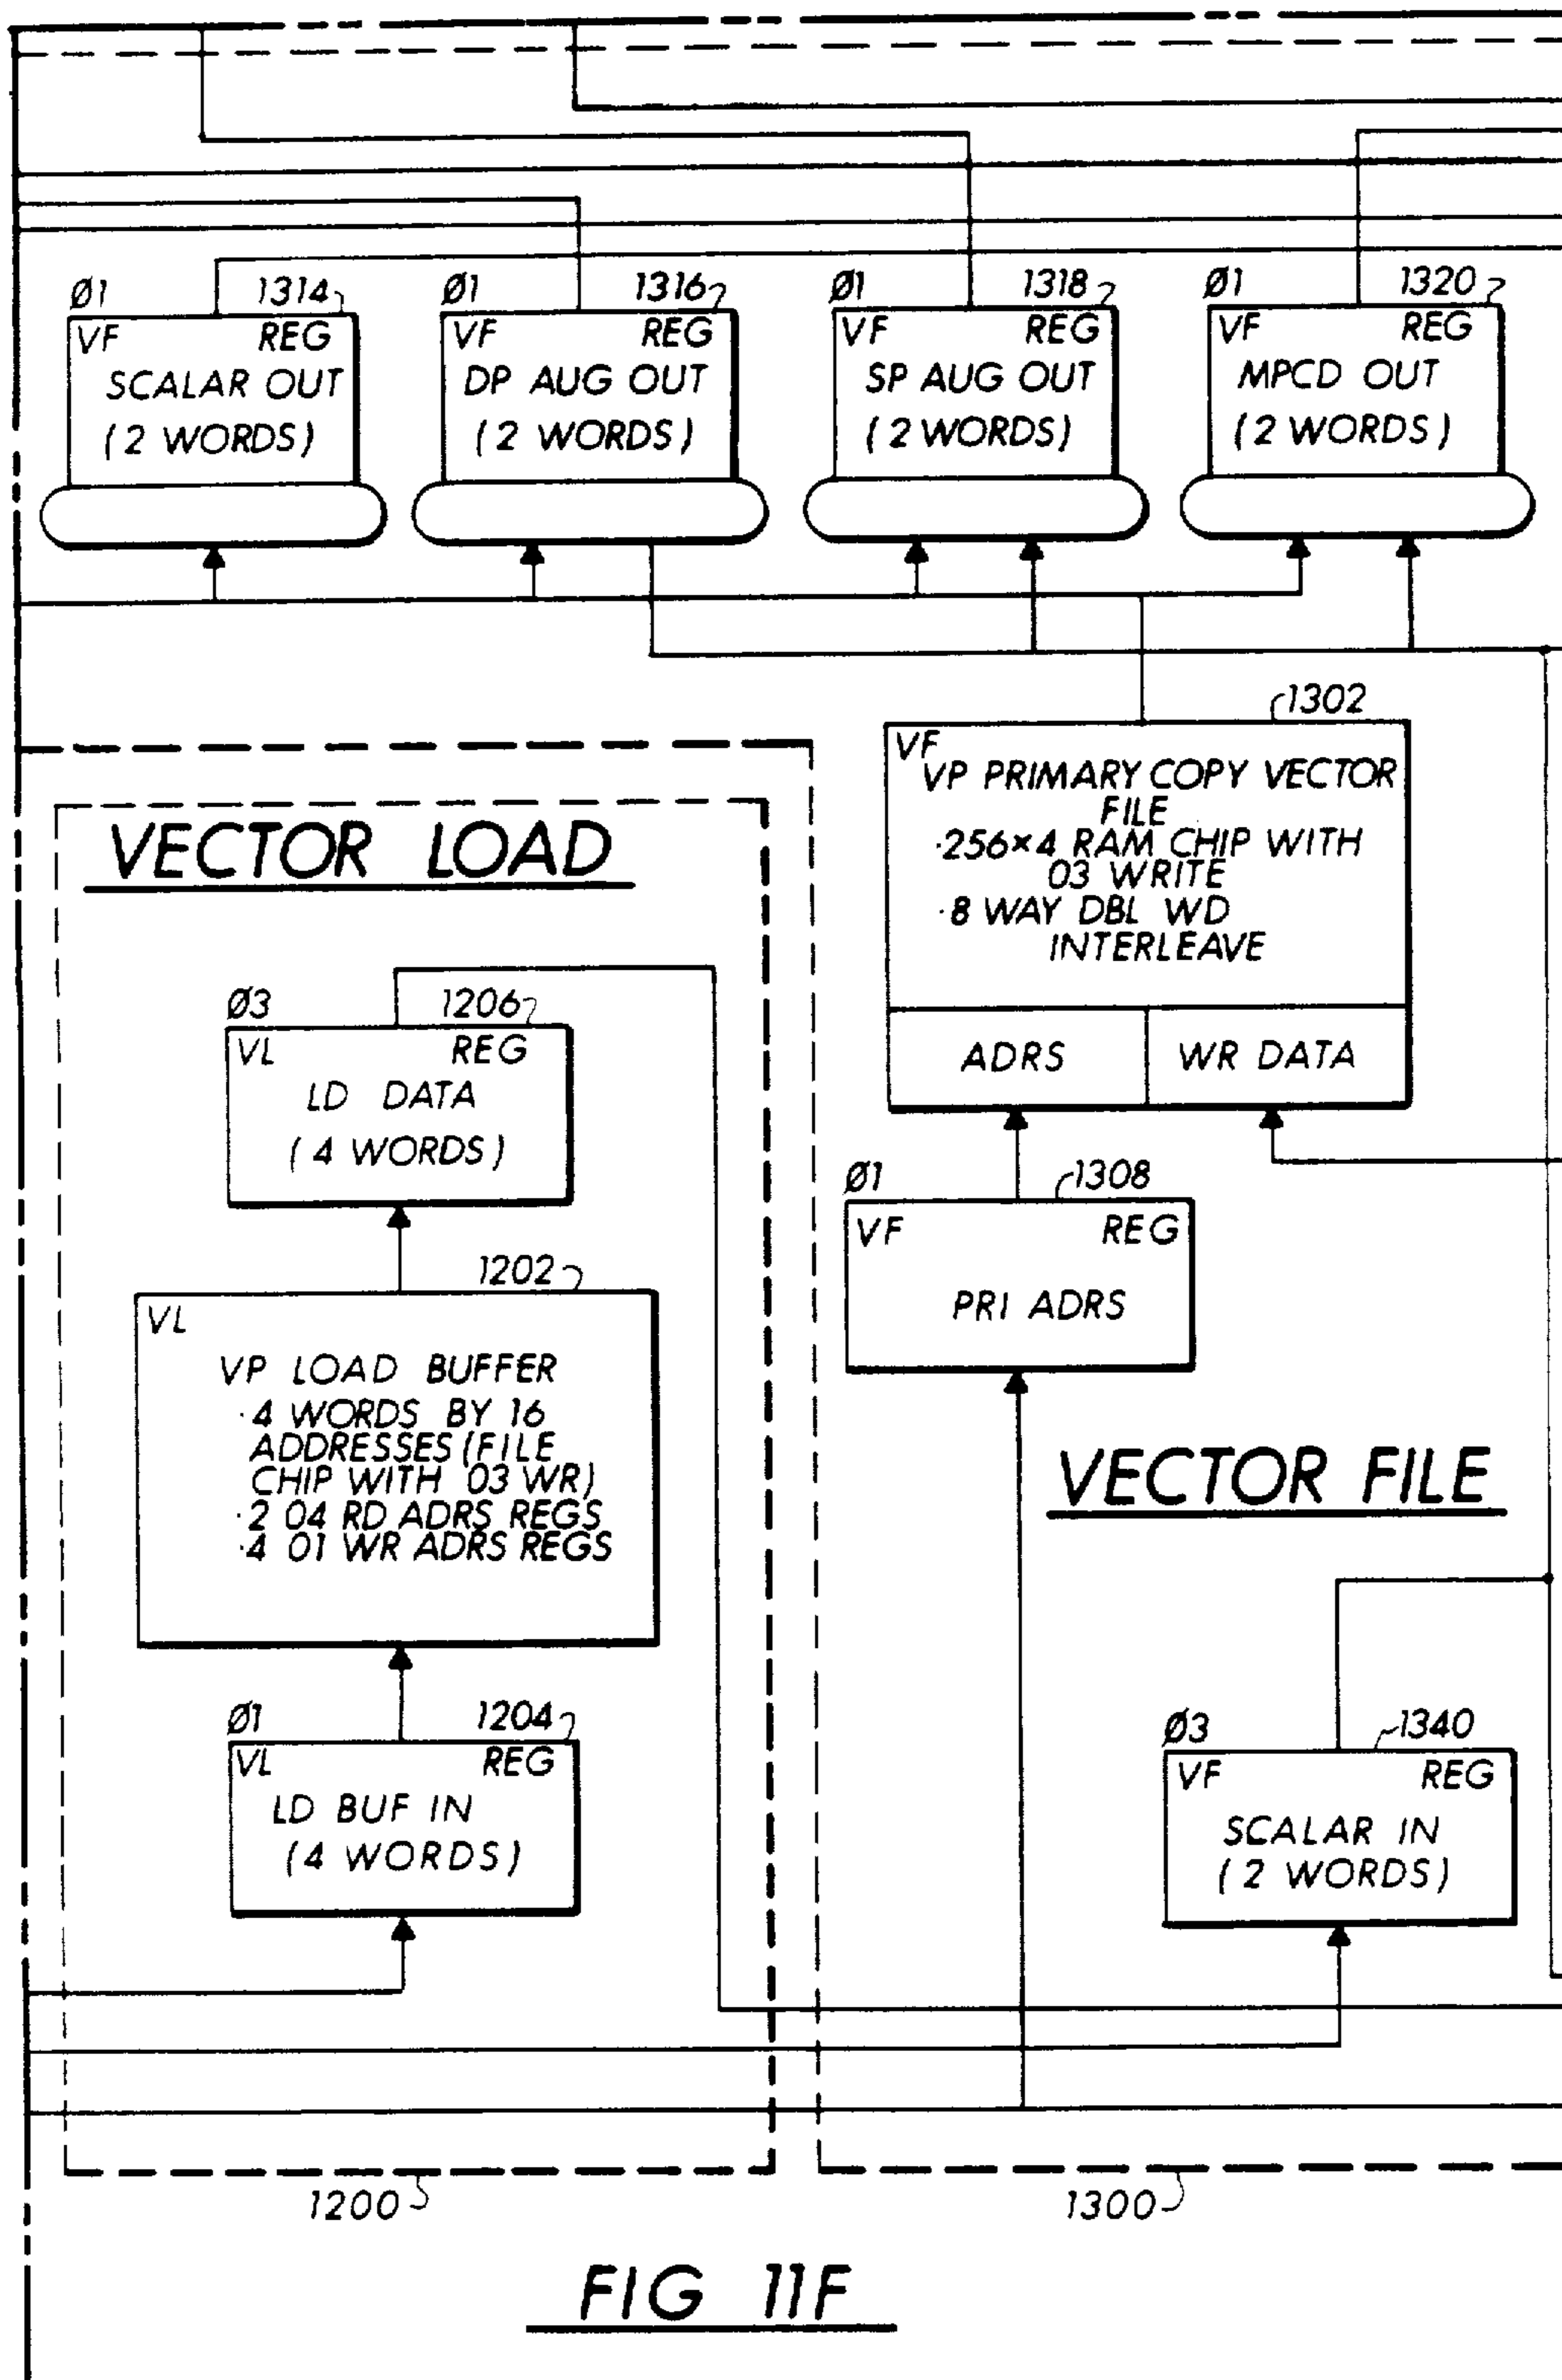 Ø1 1314
VF REG
SCALAR OUT
(2 WORDS)
Ø1 1316
VF REG
DP AUG OUT
(2 WORDS)
Ø1 1318
VF REG
SP AUG OUT
(2 WORDS)
Ø1 1320
VF REG
MPCD OUT
(2 WORDS)
1302
VF
VP PRIMARY COPY VECTOR
FILE
·256×4 RAM CHIP WITH
03 WRITE
·8 WAY DBL WD
INTERLEAVE
ADRS WR DATA
VECTOR LOAD
Ø3 1206
VL REG
LD DATA
(4 WORDS)
1202
VL
VP LOAD BUFFER
·4 WORDS BY 16
ADDRESSES (FILE
CHIP WITH 03 WR)
·2 04 RD ADRS REGS
·4 01 WR ADRS REGS
Ø1 1204
VL REG
LD BUF IN
(4 WORDS)
Ø1 1308
VF REG
PRI ADRS
VECTOR FILE
Ø3 1340
VF REG
SCALAR IN
(2 WORDS)
1200
1300
FIG 11F